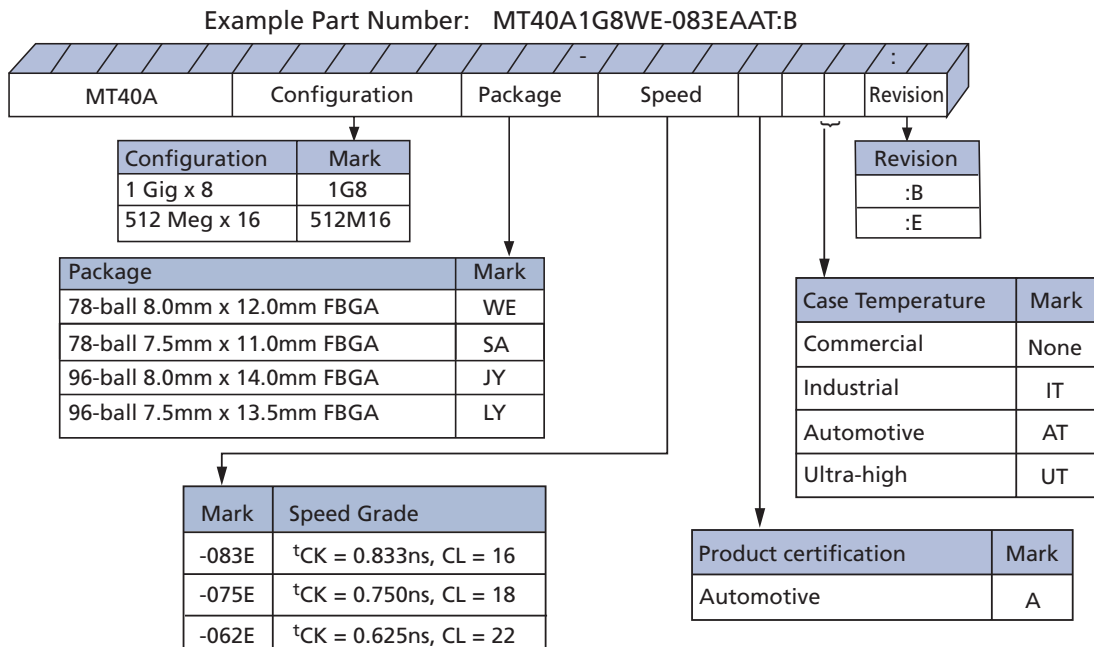 Example Part Number: MT40A1G8WE-083EAAT:B
- :
MT40A Configuration Package Speed Revision
Configuration Mark
1 Gig x 8 1G8
512 Meg x 16 512M16
Revision
:B
:E
Package Mark
78-ball 8.0mm x 12.0mm FBGA WE
78-ball 7.5mm x 11.0mm FBGA SA
96-ball 8.0mm x 14.0mm FBGA JY
96-ball 7.5mm x 13.5mm FBGA LY
Case Temperature Mark
Commercial None
Industrial IT
Automotive AT
Ultra-high UT
Mark Speed Grade
-083E tCK = 0.833ns, CL = 16
-075E tCK = 0.750ns, CL = 18
-062E tCK = 0.625ns, CL = 22
Product certification Mark
Automotive A